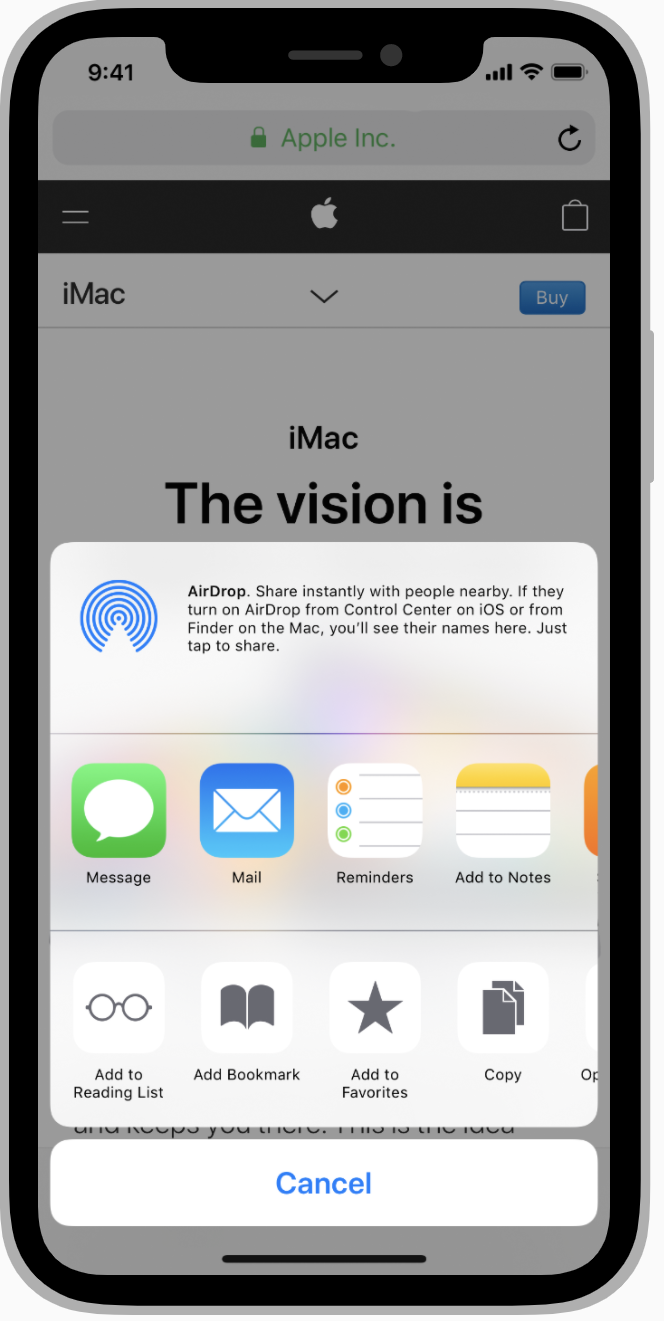 9:41
Apple Inc.
iMac
Buy
iMac
The vision is
AirDrop. Share instantly with people nearby. If they
turn on AirDrop from Control Center on iOS or from
Finder on the Mac, you’ll see their names here. Just
tap to share.
Message
Mail
Reminders
Add to Notes
Add to
Reading List
Add Bookmark
Add to
Favorites
Copy
Op
and keeps you there. This is the idea
Cancel